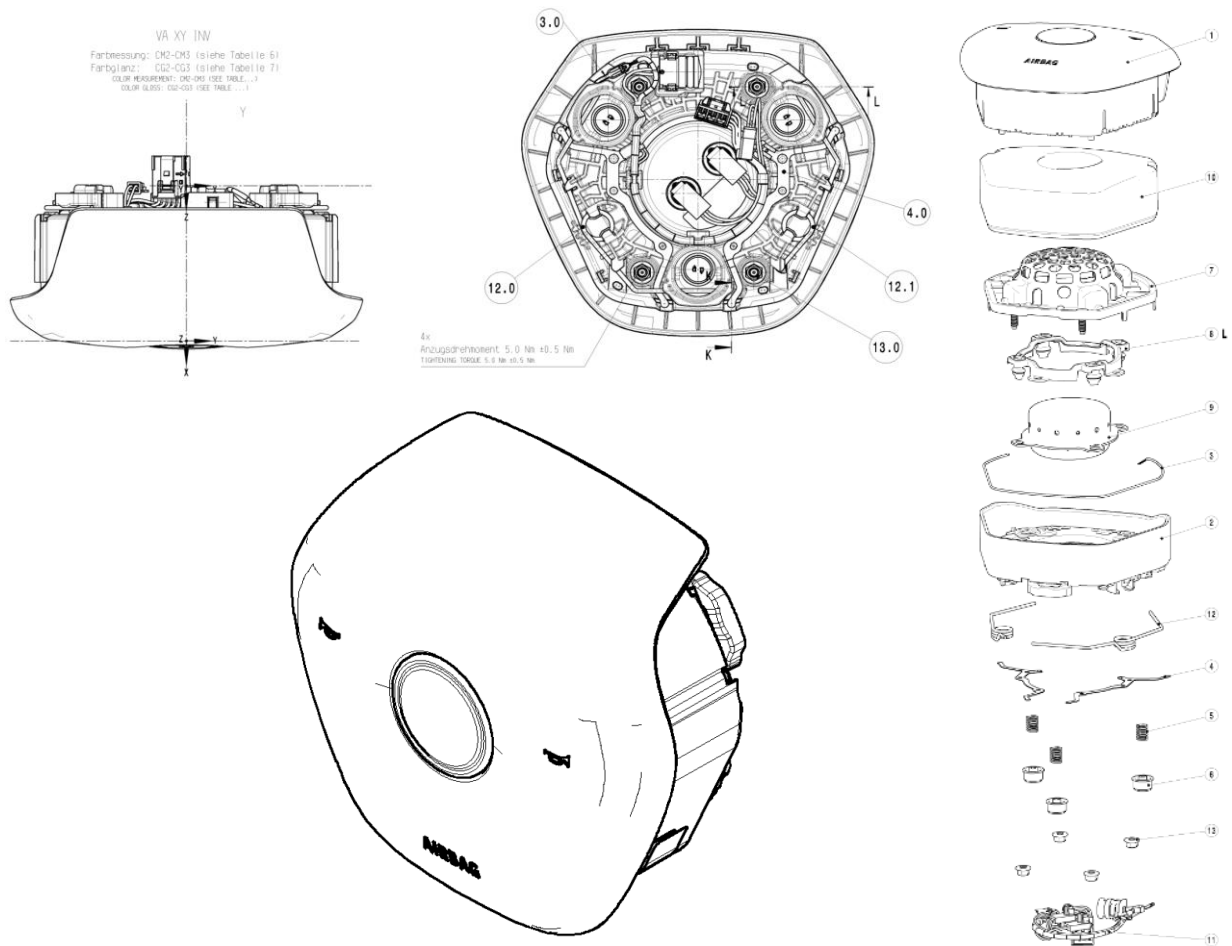 VA XY INV
Farbmessung: CM2-CM3 (siehe Tabelle 6)
Farbglanz: CG2-CG3 (siehe Tabelle 7)
COLOR MEASUREMENT: CM2-CM3 (SEE TABLE...)
COLOR GLOSS: CG2-CG3 (SEE TABLE ...)
Y
Z
Z
Y
X
3.0
L
4.0
12.0
12.1
13.0
K
4x
Anzugsdrehmoment 5.0 Nm ±0.5 Nm
TIGHTENING TORQUE 5.0 Nm ±0.5 Nm
AIRBAG
AIRBAG
1
10
7
8
L
9
3
2
12
4
5
6
13
11